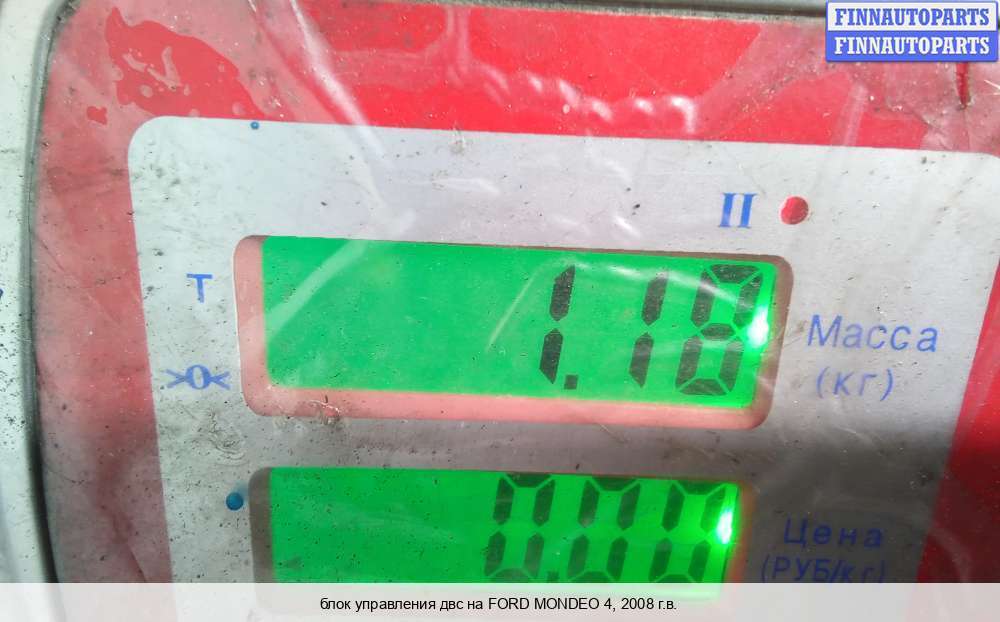 FINNAUTOPARTS
FINNAUTOPARTS
II
T
1.18
Масса
(кг)
>0<
0.00
Цена
(РУБ/кг)
блок управления двс на FORD MONDEO 4, 2008 г.в.